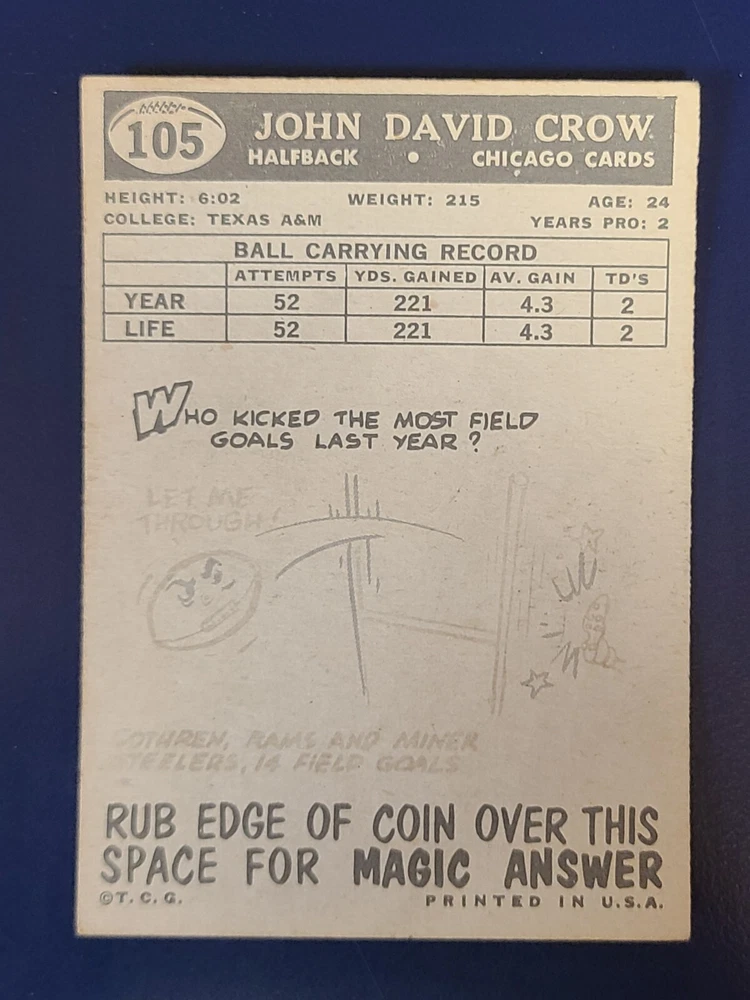 105
JOHN DAVID CROW
HALFBACK • CHICAGO CARDS
HEIGHT: 6:02 WEIGHT: 215 AGE: 24
COLLEGE: TEXAS A&M YEARS PRO: 2
BALL CARRYING RECORD
ATTEMPTS YDS. GAINED AV. GAIN TD'S
YEAR 52 221 4.3 2
LIFE 52 221 4.3 2
WHO KICKED THE MOST FIELD
GOALS LAST YEAR?
LET ME
THROUGH!
RAMS AND MINER
STEELERS, 14 FIELD GOALS
RUB EDGE OF COIN OVER THIS
SPACE FOR MAGIC ANSWER
©T.C.G. PRINTED IN U.S.A.